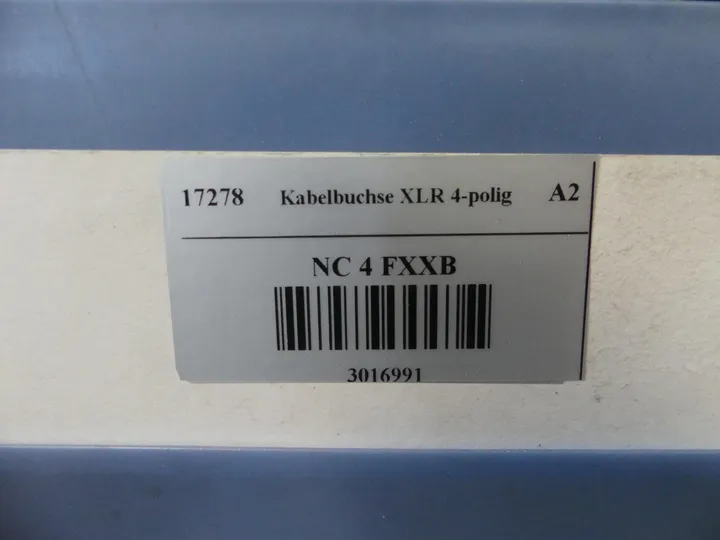 17278 Kabelbuchse XLR 4-polig A2
NC 4 FXXB
3016991